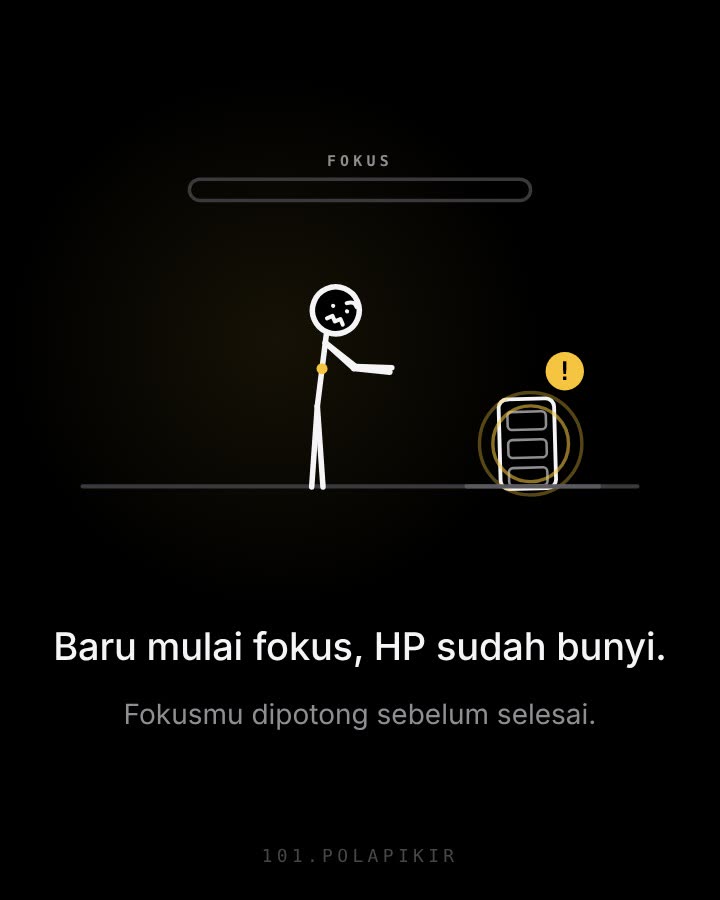 FOKUS
!
Baru mulai fokus, HP sudah bunyi.
Fokusmu dipotong sebelum selesai.
101.POLAPIKIR